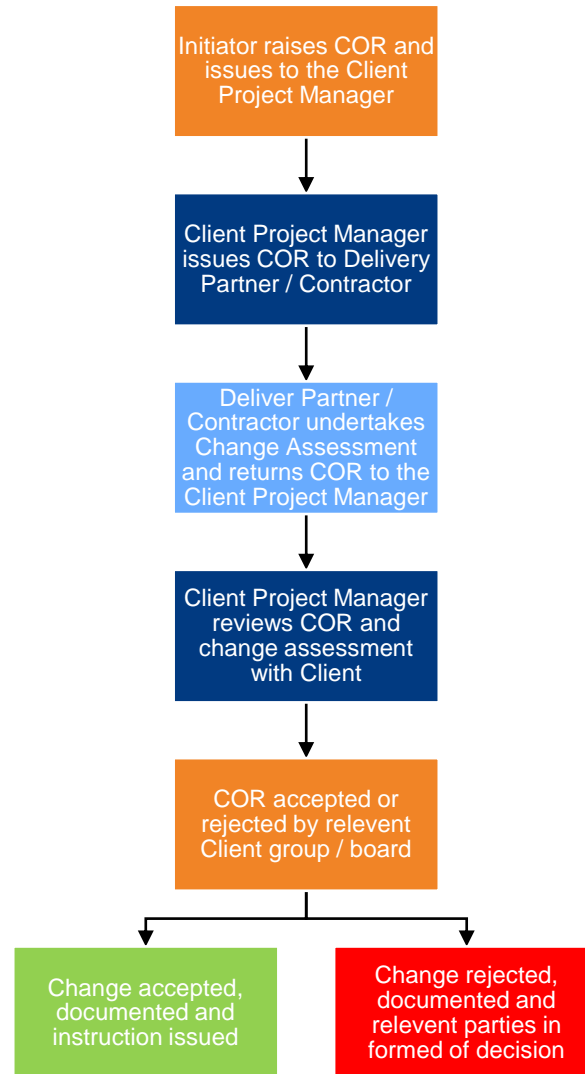 Initiator raises COR and
issues to the Client
Project Manager
Client Project Manager
issues COR to Delivery
Partner / Contractor
Deliver Partner /
Contractor undertakes
Change Assessment
and returns COR to the
Client Project Manager
Client Project Manager
reviews COR and
change assessment
with Client
COR accepted or
rejected by relevent
Client group / board
Change accepted,
documented and
instruction issued
Change rejected,
documented and
relevent parties in
formed of decision